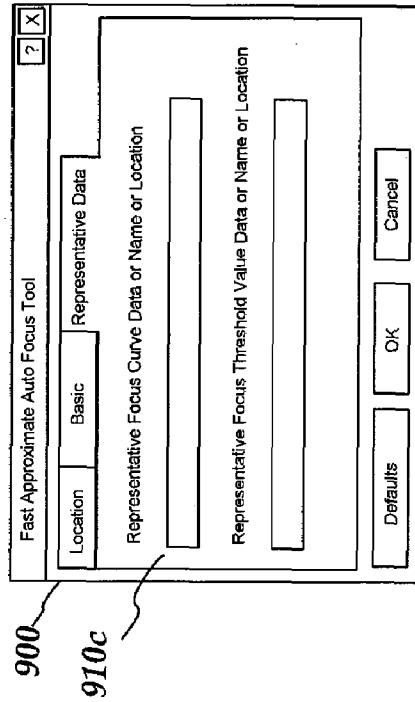 Fast Approximate Auto Focus Tool ? X
900
Location Basic Representative Data
910c
Representative Focus Curve Data or Name or Location
Representative Focus Threshold Value Data or Name or Location
Defaults OK Cancel